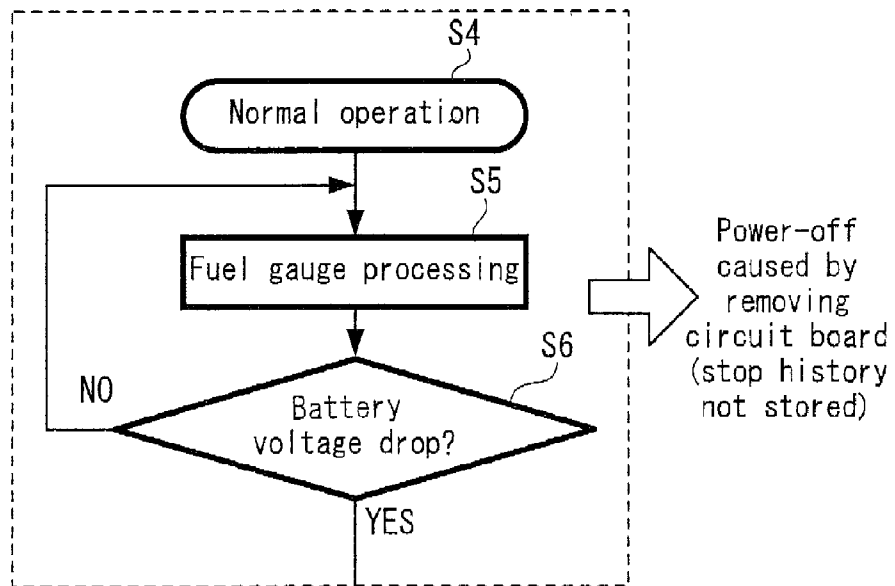 S4
Normal operation
S5
Fuel gauge processing
Power-off
caused by
removing
circuit board
(stop history
not stored)
S6
NO
Battery
voltage drop?
YES